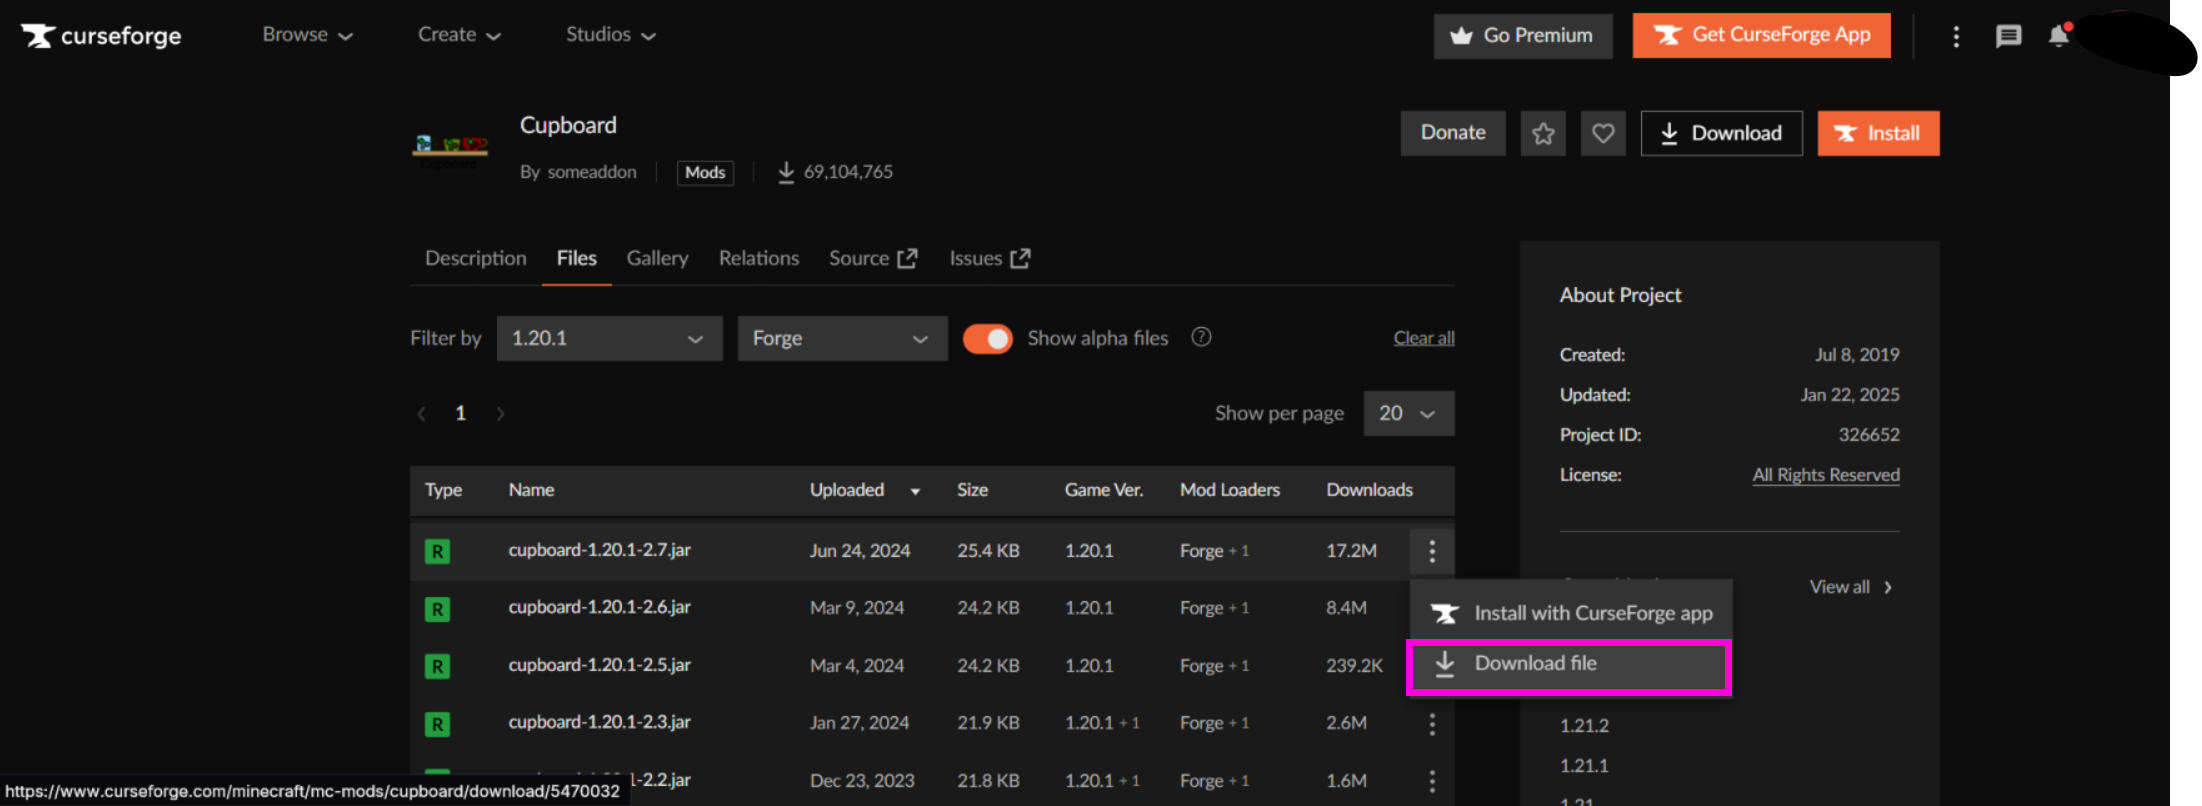 curseforge Browse Create Studios Go Premium Get CurseForge App
Cupboard
By someaddon Mods 69,104,765
Donate Download Install
Description Files Gallery Relations Source Issues
Filter by 1.20.1 Forge Show alpha files ? Clear all
1 Show per page 20
Type Name Uploaded Size Game Ver. Mod Loaders Downloads
R cupboard-1.20.1-2.7.jar Jun 24, 2024 25.4 KB 1.20.1 Forge + 1 17.2M
R cupboard-1.20.1-2.6.jar Mar 9, 2024 24.2 KB 1.20.1 Forge + 1 8.4M
R cupboard-1.20.1-2.5.jar Mar 4, 2024 24.2 KB 1.20.1 Forge + 1 239.2K
R cupboard-1.20.1-2.3.jar Jan 27, 2024 21.9 KB 1.20.1 + 1 Forge + 1 2.6M
1-2.2.jar Dec 23, 2023 21.8 KB 1.20.1 + 1 Forge + 1 1.6M
Install with CurseForge app
Download file
About Project
Created: Jul 8, 2019
Updated: Jan 22, 2025
Project ID: 326652
License: All Rights Reserved
View all
1.21.2
1.21.1
1.21
https://www.curseforge.com/minecraft/mc-mods/cupboard/download/5470032